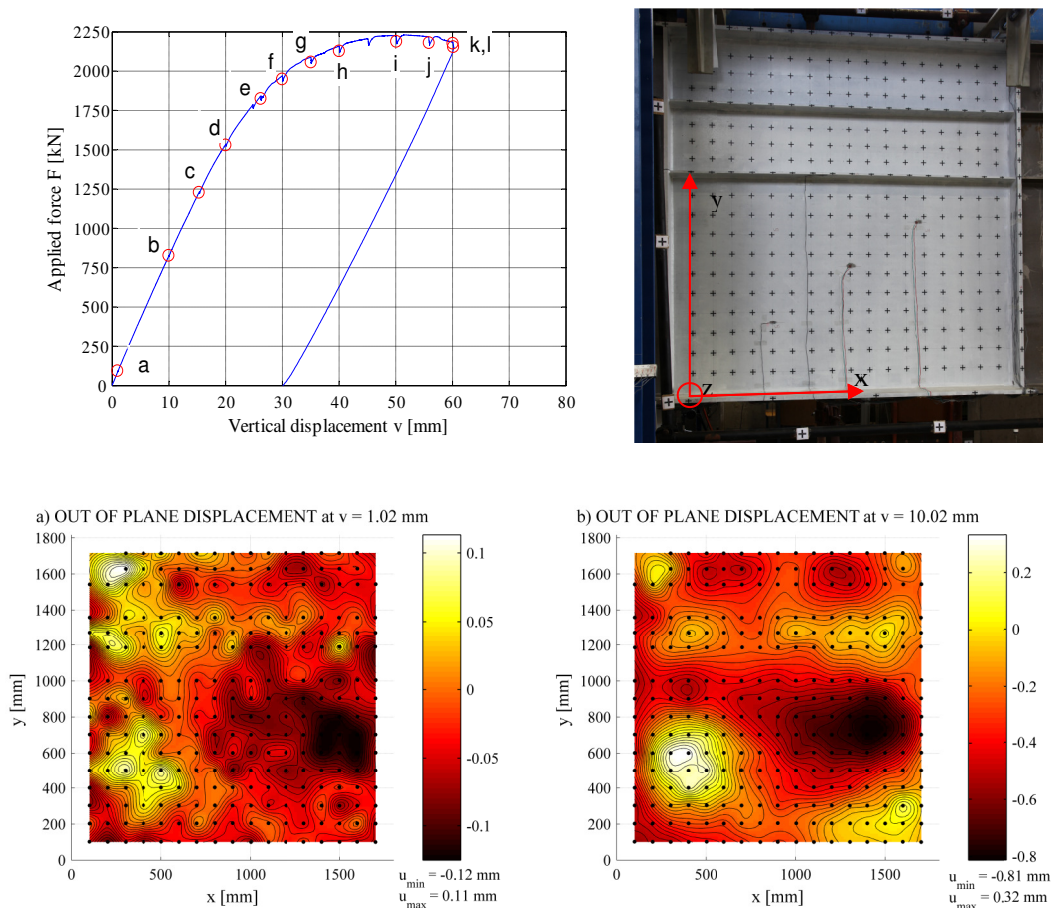 2250
2000
1750
1500
1250
1000
750
500
250
0
Applied force F [kN]
a
b
c
d
e
f
g
h
i
j
k,l
0 10 20 30 40 50 60 70 80
Vertical displacement v [mm]
y
z
x
a) OUT OF PLANE DISPLACEMENT at v = 1.02 mm
1800
1600
1400
1200
1000
800
600
400
200
0
y [mm]
0 500 1000 1500
x [mm]
0.1
0.05
0
-0.05
-0.1
u_min = -0.12 mm
u_max = 0.11 mm
b) OUT OF PLANE DISPLACEMENT at v = 10.02 mm
1800
1600
1400
1200
1000
800
600
400
200
0
y [mm]
0 500 1000 1500
x [mm]
0.2
0
-0.2
-0.4
-0.6
-0.8
u_min = -0.81 mm
u_max = 0.32 mm